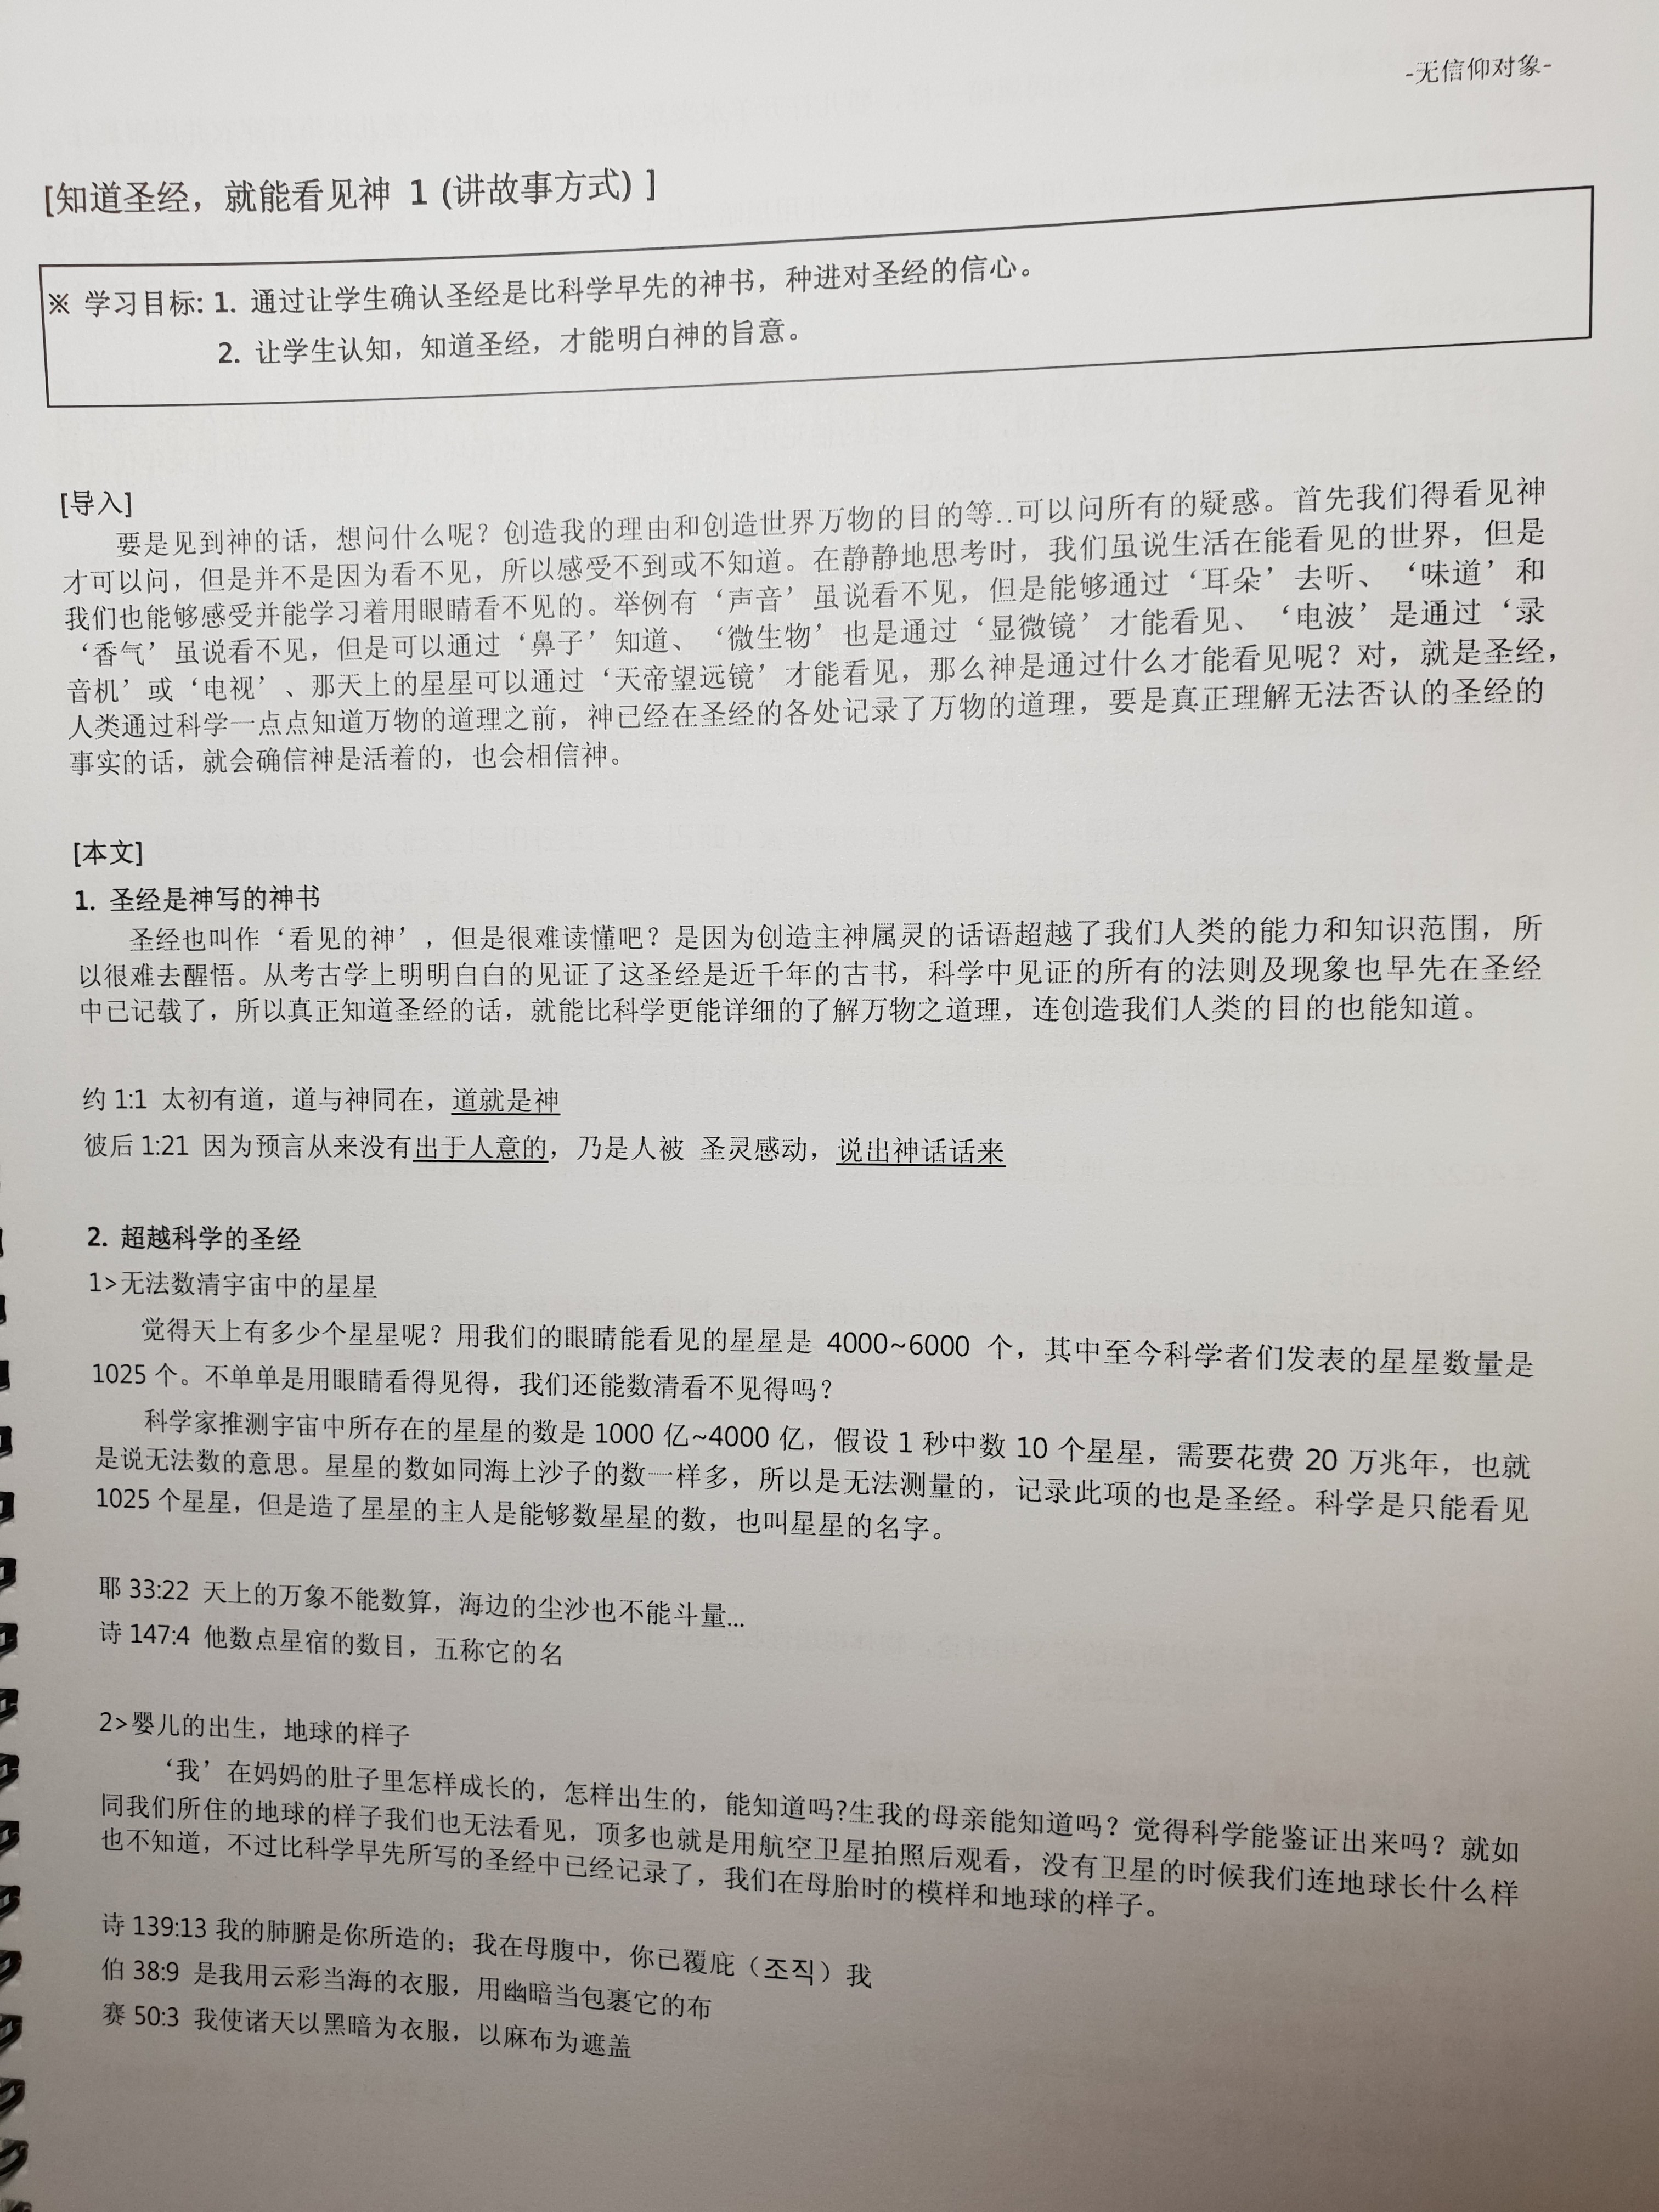 -无信仰对象-
[知道圣经，就能看见神 1 (讲故事方式) ]
※ 学习目标: 1. 通过让学生确认圣经是比科学早先的神书，种进对圣经的信心。
2. 让学生认知，知道圣经，才能明白神的旨意。
[导入]
要是见到神的话，想问什么呢？创造我的理由和创造世界万物的目的等..可以问所有的疑惑。首先我们得看见神
才可以问，但是并不是因为看不见，所以感受不到或不知道。在静静地思考时，我们虽说生活在能看见的世界，但是
我们也能够感受并能学习着用眼睛看不见的。举例有‘声音’虽说看不见，但是能够通过‘耳朵’去听、‘味道’和
‘香气’虽说看不见，但是可以通过‘鼻子’知道、‘微生物’也是通过‘显微镜’才能看见、‘电波’是通过‘录
音机’或‘电视’、那天上的星星可以通过‘天帝望远镜’才能看见，那么神是通过什么才能看见呢？对，就是圣经，
人类通过科学一点点知道万物的道理之前，神已经在圣经的各处记录了万物的道理，要是真正理解无法否认的圣经的
事实的话，就会确信神是活着的，也会相信神。
[本文]
1. 圣经是神写的神书
圣经也叫作‘看见的神’，但是很难读懂吧？是因为创造主神属灵的话语超越了我们人类的能力和知识范围，所
以很难去醒悟。从考古学上明明白白的见证了这圣经是近千年的古书，科学中见证的所有的法则及现象也早先在圣经
中已记载了，所以真正知道圣经的话，就能比科学更能详细的了解万物之道理，连创造我们人类的目的也能知道。
约 1:1 太初有道，道与神同在，道就是神
彼后 1:21 因为预言从来没有出于人意的，乃是人被 圣灵感动，说出神话话来
2. 超越科学的圣经
1>无法数清宇宙中的星星
觉得天上有多少个星星呢？用我们的眼睛能看见的星星是 4000~6000 个，其中至今科学者们发表的星星数量是
1025 个。不单单是用眼睛看得见得，我们还能数清看不见得吗？
科学家推测宇宙中所存在的星星的数是 1000 亿~4000 亿，假设 1 秒中数 10 个星星，需要花费 20 万兆年，也就
是说无法数的意思。星星的数如同海上沙子的数一样多，所以是无法测量的，记录此项的也是圣经。科学是只能看见
1025 个星星，但是造了星星的主人是能够数星星的数，也叫星星的名字。
耶 33:22 天上的万象不能数算，海边的尘沙也不能斗量...
诗 147:4 他数点星宿的数目，五称它的名
2>婴儿的出生，地球的样子
‘我’在妈妈的肚子里怎样成长的，怎样出生的，能知道吗?生我的母亲能知道吗？觉得科学能鉴证出来吗？就如
同我们所住的地球的样子我们也无法看见，顶多也就是用航空卫星拍照后观看，没有卫星的时候我们连地球长什么样
也不知道，不过比科学早先所写的圣经中已经记录了，我们在母胎时的模样和地球的样子。
诗 139:13 我的肺腑是你所造的；我在母腹中，你已覆庇（조직）我
伯 38:9 是我用云彩当海的衣服，用幽暗当包裹它的布
赛 50:3 我使诸天以黑暗为衣服，以麻布为遮盖